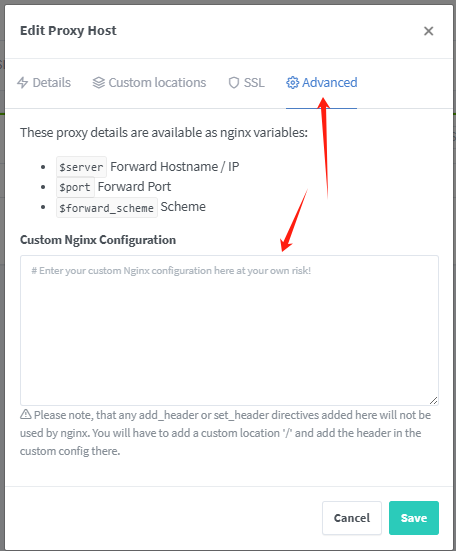 Edit Proxy Host
Details
Custom locations
SSL
Advanced
These proxy details are available as nginx variables:
$server Forward Hostname / IP
$port Forward Port
$forward_scheme Scheme
Custom Nginx Configuration
# Enter your custom Nginx configuration here at your own risk!
Please note, that any add_header or set_header directives added here will not be
used by nginx. You will have to add a custom location '/' and add the header in the
custom config there.
Cancel
Save